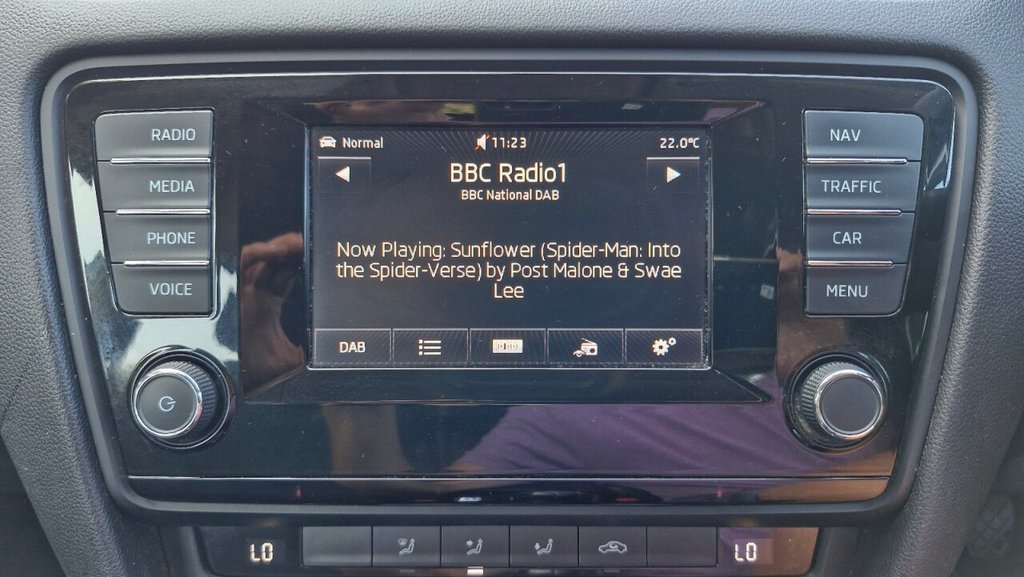 RADIO
MEDIA
PHONE
VOICE
Normal
11:23
22.0°C
BBC Radio1
BBC National DAB
Now Playing: Sunflower (Spider-Man: Into
the Spider-Verse) by Post Malone & Swae
Lee
DAB
NAV
TRAFFIC
CAR
MENU
LO
LO